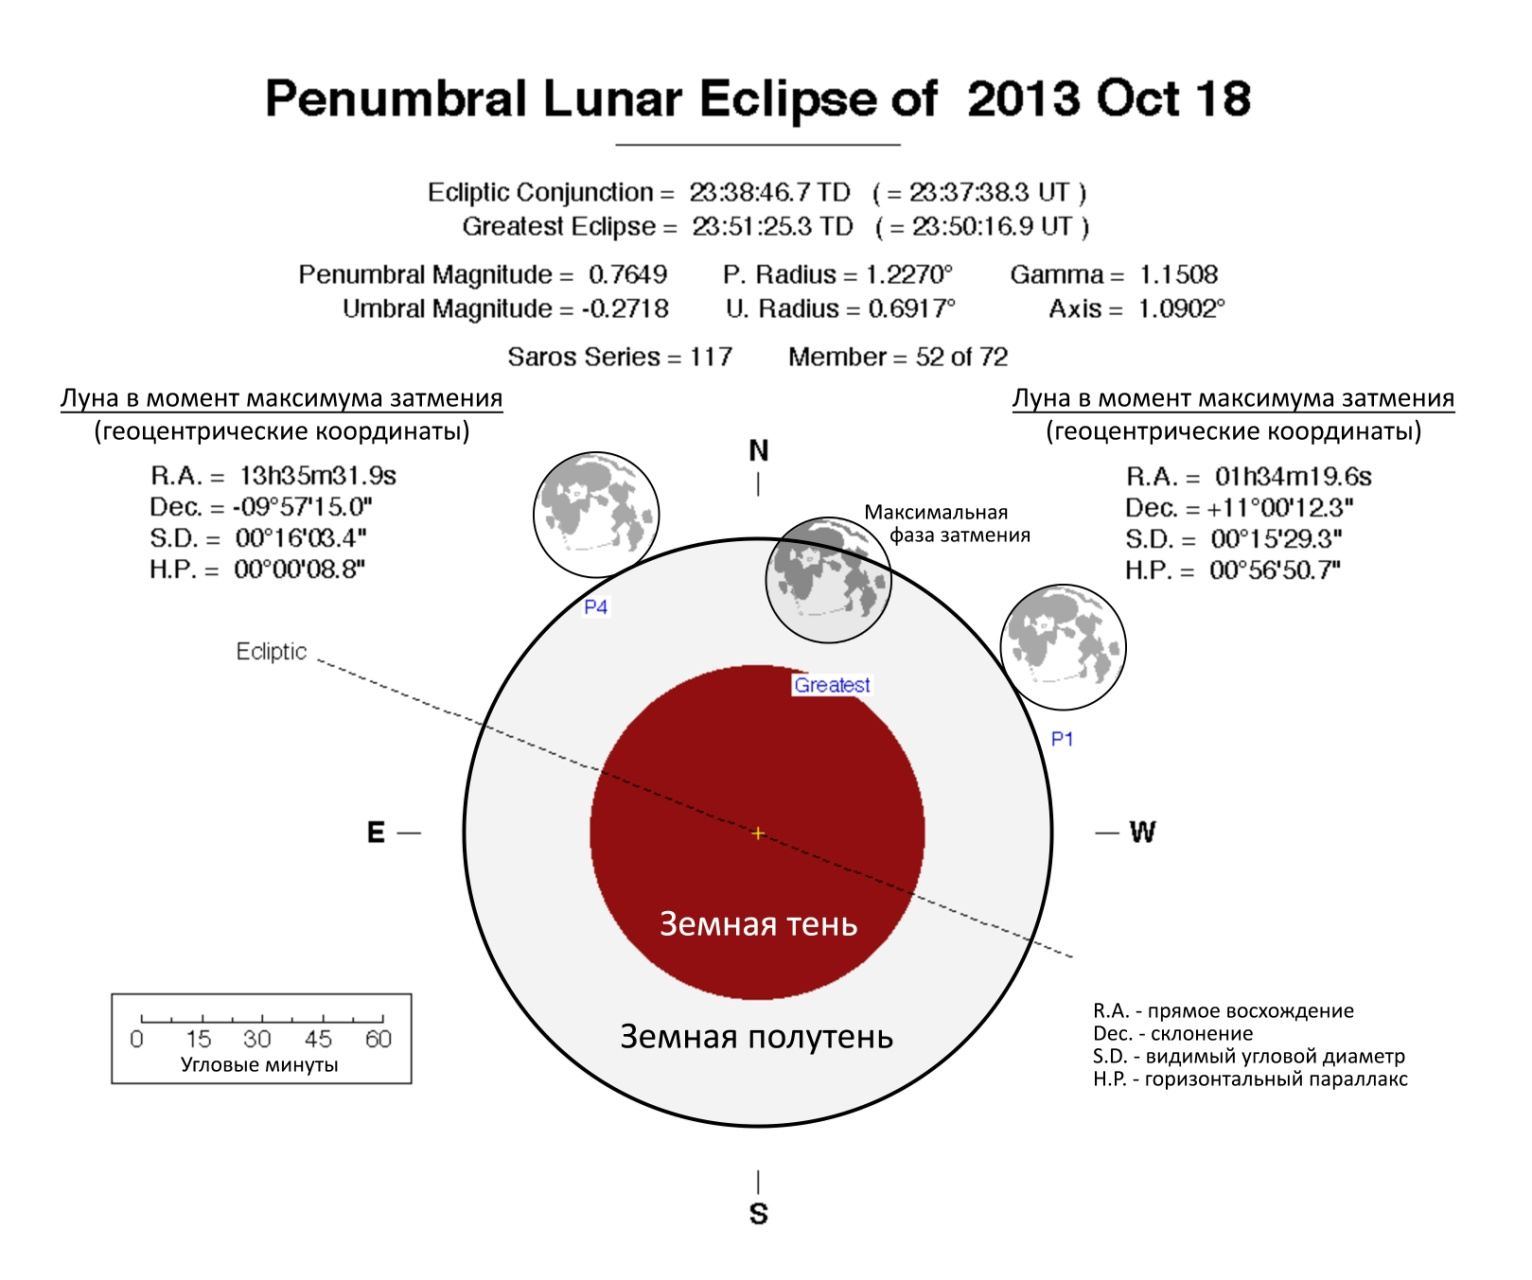 Penumbral Lunar Eclipse of 2013 Oct 18
Ecliptic Conjunction = 23:38:46.7 TD ( = 23:37:38.3 UT )
Greatest Eclipse = 23:51:25.3 TD ( = 23:50:16.9 UT )
Penumbral Magnitude = 0.7649 P. Radius = 1.2270° Gamma = 1.1508
Umbral Magnitude = -0.2718 U. Radius = 0.6917° Axis = 1.0902°
Saros Series = 117 Member = 52 of 72
Луна в момент максимума затмения
(геоцентрические координаты)
R.A. = 13h35m31.9s
Dec. = -09°57'15.0"
S.D. = 00°16'03.4"
H.P. = 00°00'08.8"
Луна в момент максимума затмения
(геоцентрические координаты)
R.A. = 01h34m19.6s
Dec. = +11°00'12.3"
S.D. = 00°15'29.3"
H.P. = 00°56'50.7"
N
Максимальная
фаза затмения
P4
Ecliptic
Greatest
P1
E
W
Земная тень
Земная полутень
0 15 30 45 60
Угловые минуты
R.A. - прямое восхождение
Dec. - склонение
S.D. - видимый угловой диаметр
H.P. - горизонтальный параллакс
S